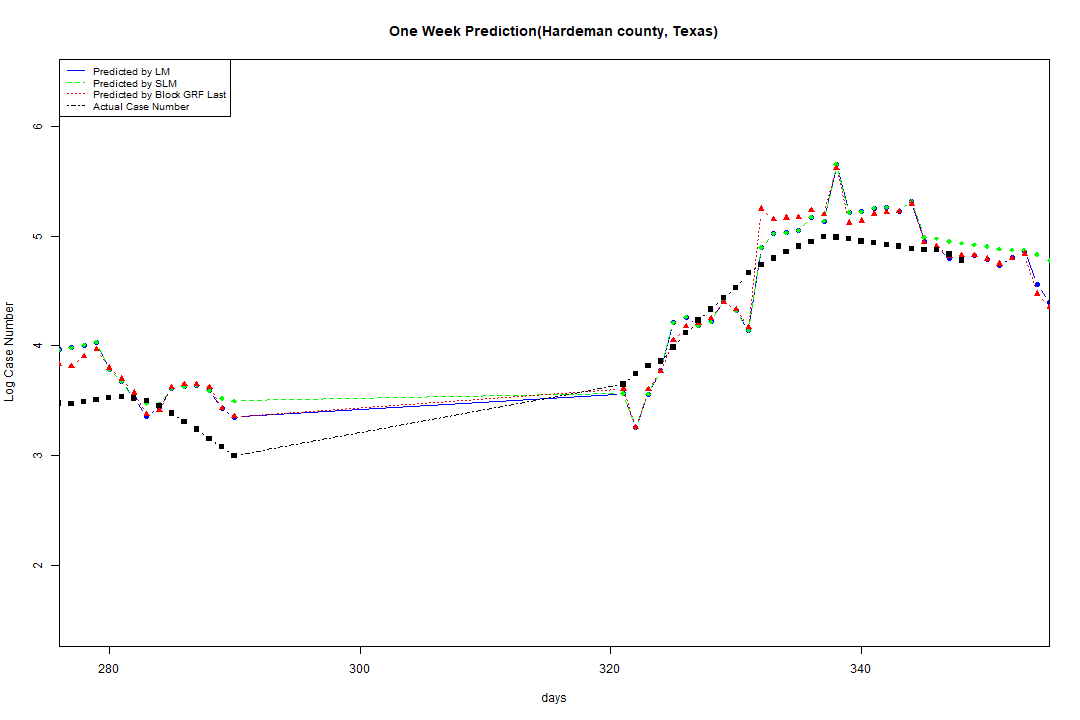 One Week Prediction(Hardeman county, Texas)
Predicted by LM
Predicted by SLM
Predicted by Block GRF Last
Actual Case Number
6
5
4
3
2
Log Case Number
280 300 320 340
days